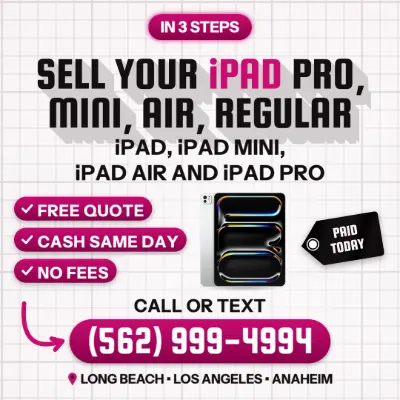 IN 3 STEPS
SELL YOUR iPAD PRO,
MINI, AIR, REGULAR
iPAD, iPAD MINI,
iPAD AIR AND iPAD PRO
FREE QUOTE
CASH SAME DAY
NO FEES
PAID
TODAY
CALL OR TEXT
(562) 999-4994
LONG BEACH • LOS ANGELES • ANAHEIM